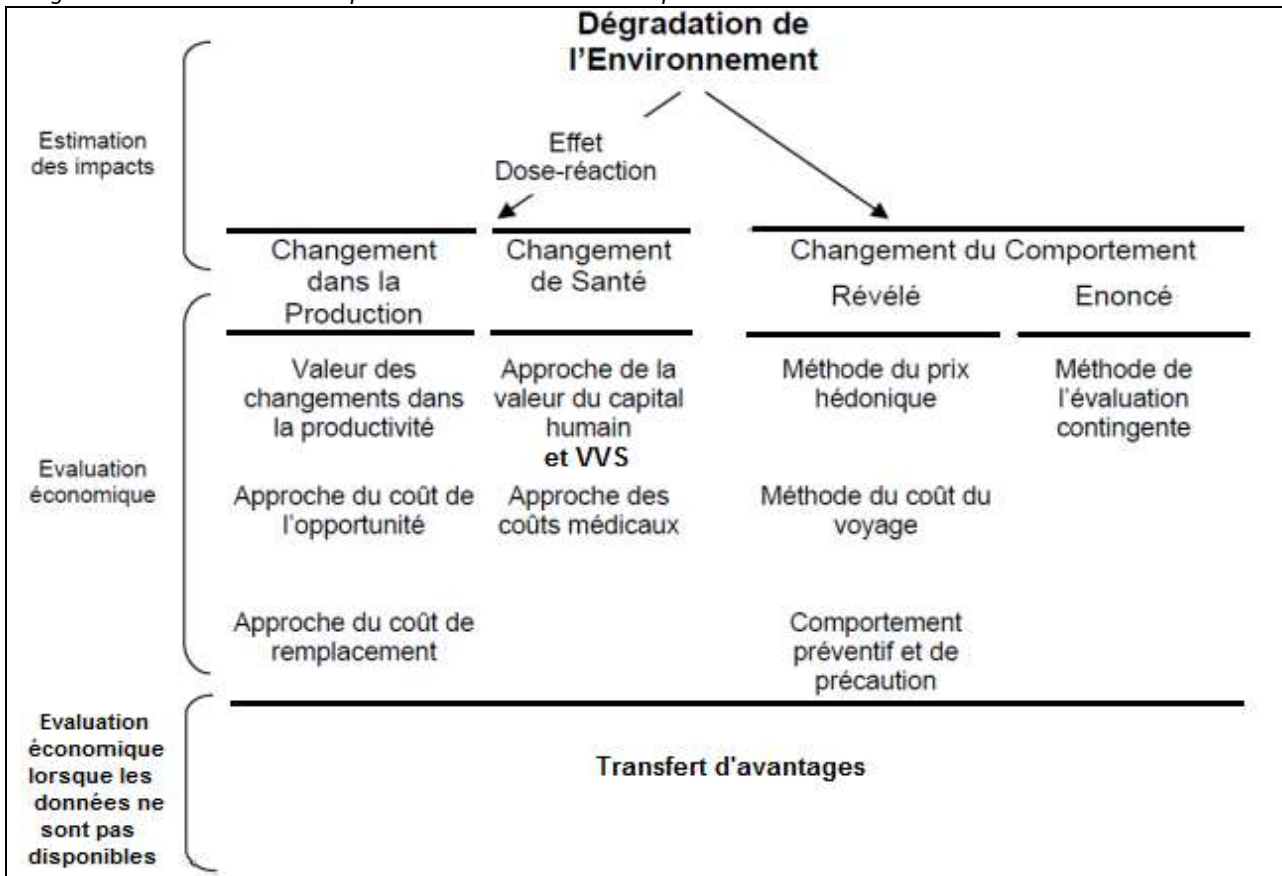 Dégradation de
l'Environnement
Estimation
des impacts
Effet
Dose-réaction
Changement
dans la
Production
Changement
de Santé
Changement du Comportement
Révélé
Enoncé
Evaluation
économique
Valeur des
changements dans
la productivité
Approche du coût de
l'opportunité
Approche du coût de
remplacement
Approche de la
valeur du capital
humain
et VVS
Approche des
coûts médicaux
Méthode du prix
hédonique
Méthode du coût du
voyage
Comportement
préventif et de
précaution
Méthode de
l'évaluation
contingente
Evaluation
économique
lorsque les
données ne
sont pas
disponibles
Transfert d'avantages